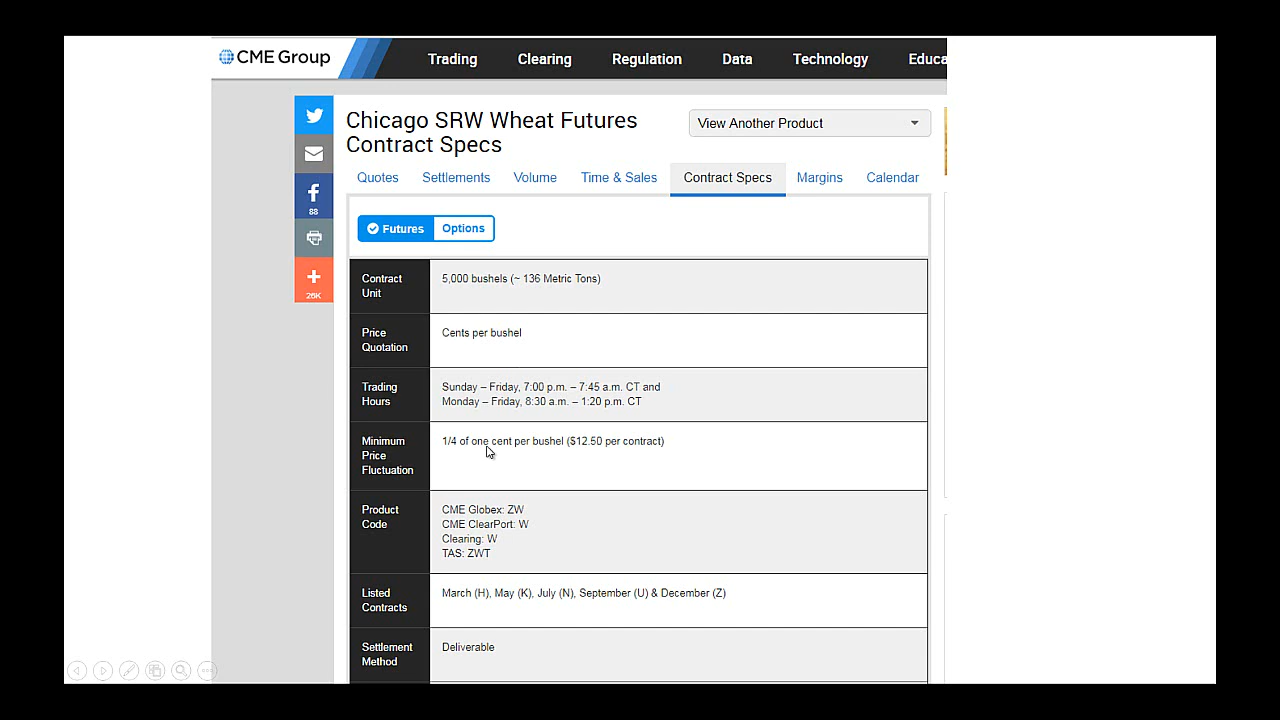 CME Group
Trading
Clearing
Regulation
Data
Technology
Educa
Chicago SRW Wheat Futures
Contract Specs
View Another Product
Quotes
Settlements
Volume
Time & Sales
Contract Specs
Margins
Calendar
88
26K
Futures
Options
Contract
Unit
5,000 bushels (~ 136 Metric Tons)
Price
Quotation
Cents per bushel
Trading
Hours
Sunday – Friday, 7:00 p.m. – 7:45 a.m. CT and
Monday – Friday, 8:30 a.m. – 1:20 p.m. CT
Minimum
Price
Fluctuation
1/4 of one cent per bushel ($12.50 per contract)
Product
Code
CME Globex: ZW
CME ClearPort: W
Clearing: W
TAS: ZWT
Listed
Contracts
March (H), May (K), July (N), September (U) & December (Z)
Settlement
Method
Deliverable